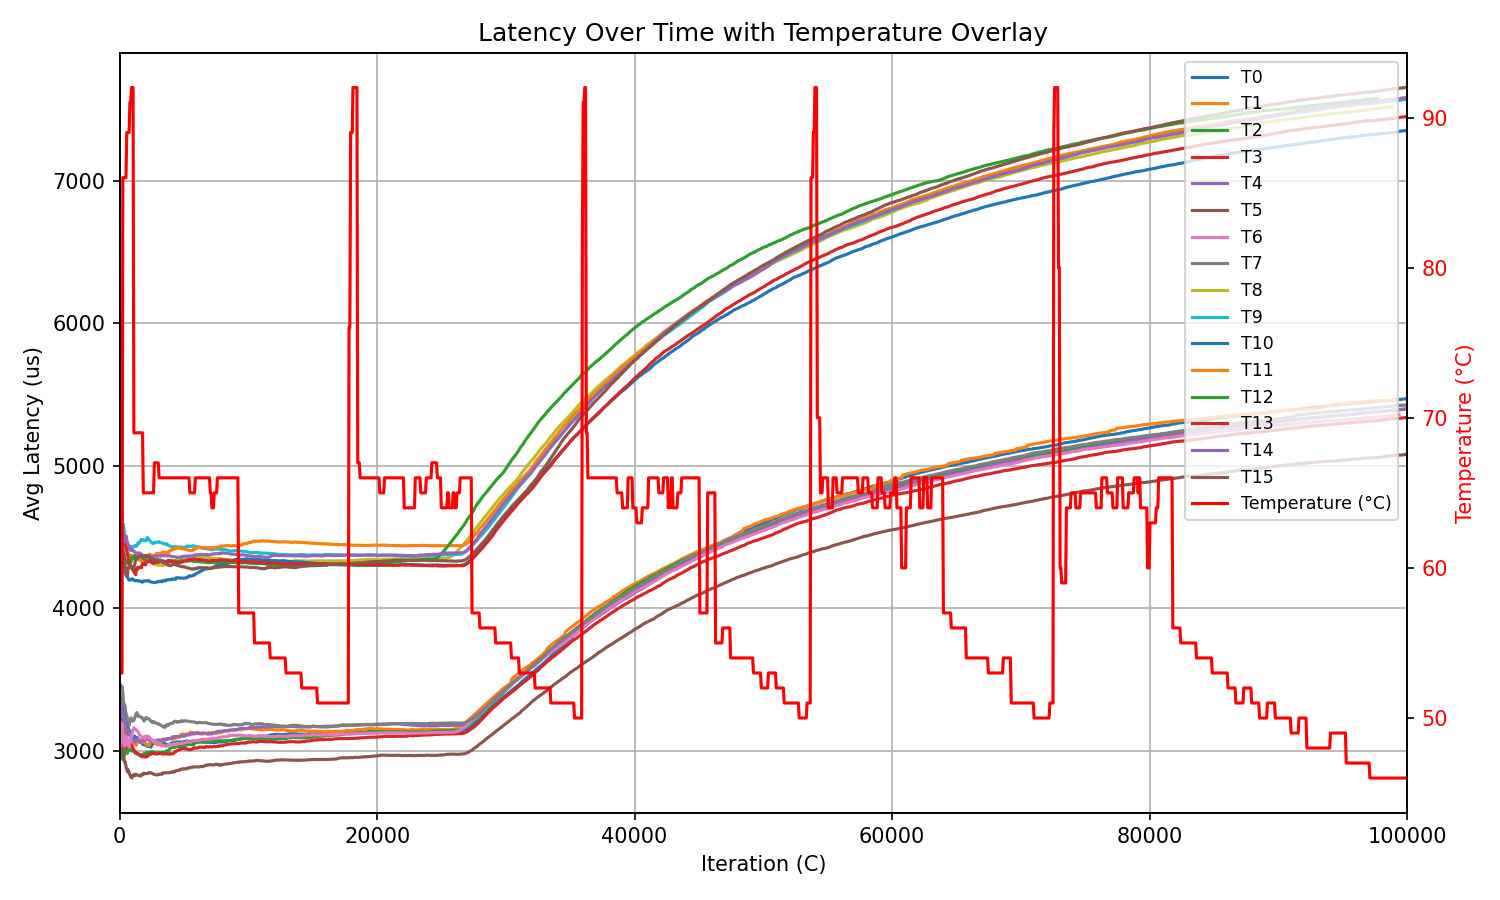 Latency Over Time with Temperature Overlay
Avg Latency (us)
7000
6000
5000
4000
3000
0
20000
40000
60000
80000
100000
Iteration (C)
90
80
70
60
50
Temperature (°C)
T0
T1
T2
T3
T4
T5
T6
T7
T8
T9
T10
T11
T12
T13
T14
T15
Temperature (°C)